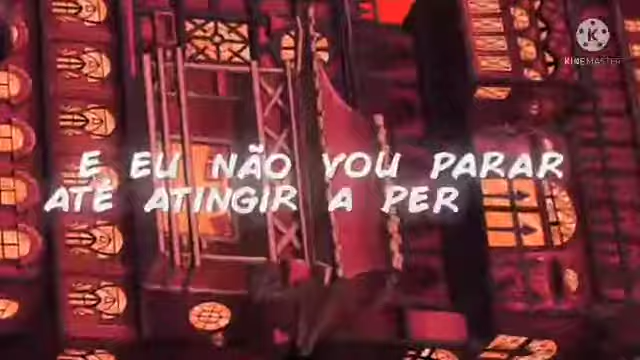 E EU NÃO VOU PARAR
ATÉ ATINGIR A PER
K
KINEMASTER